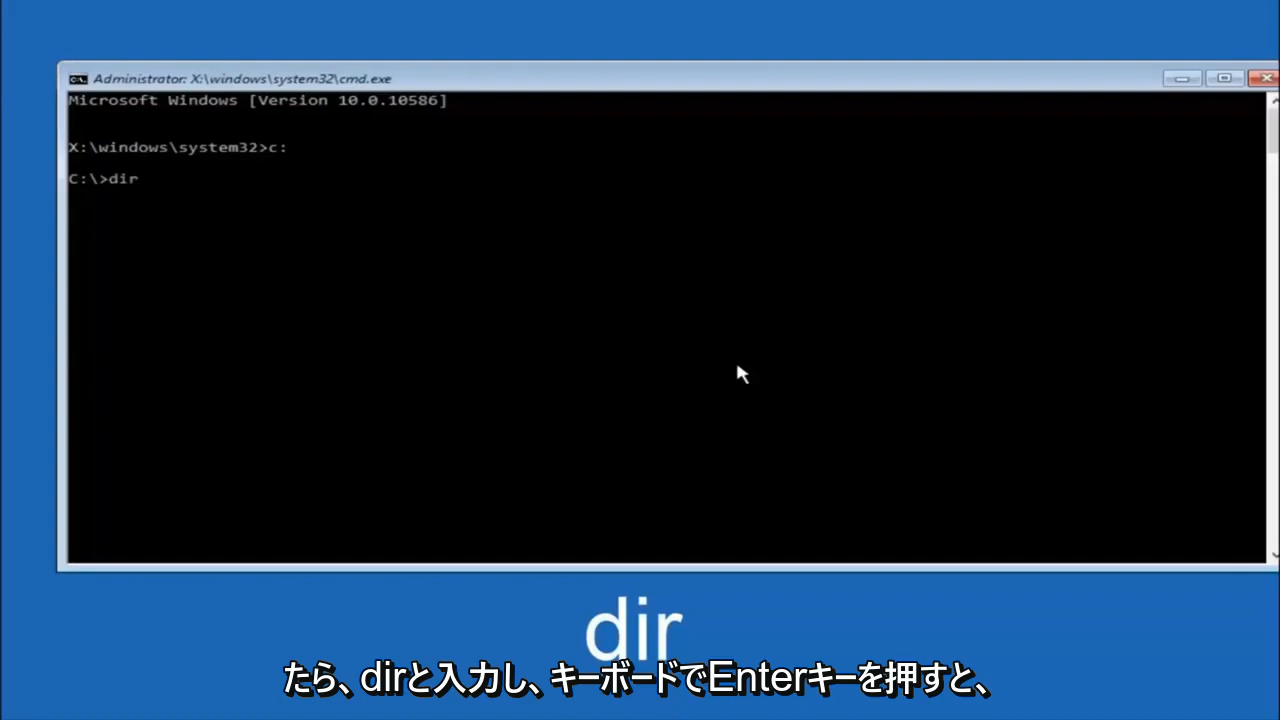 Administrator: X:\windows\system32\cmd.exe
Microsoft Windows [Version 10.0.10586]
X:\windows\system32>c:
C:\>dir
dir
たら、dirと入力し、キーボードでEnterキーを押すと、